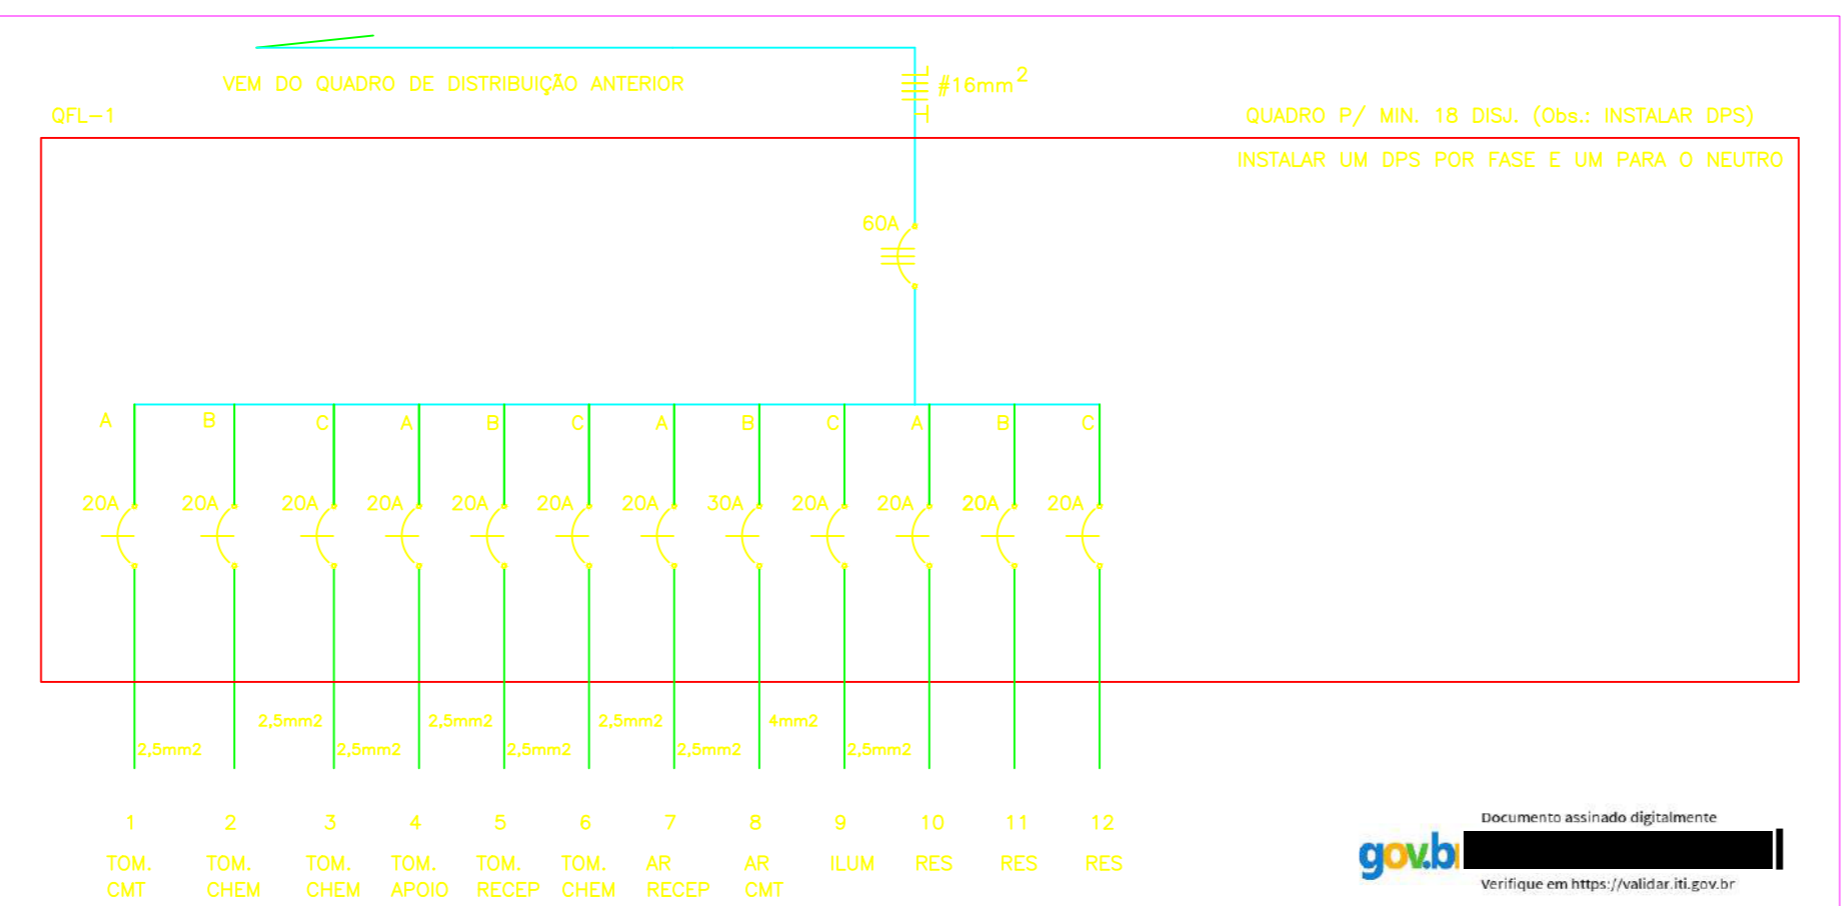 VEM DO QUADRO DE DISTRIBUIÇÃO ANTERIOR
#16mm2
QFL-1
QUADRO P/ MIN. 18 DISJ. (Obs.: INSTALAR DPS)
INSTALAR UM DPS POR FASE E UM PARA O NEUTRO
60A
A B C A B C A B C A B C
20A 20A 20A 20A 20A 20A 20A 30A 20A 20A 20A 20A
2,5mm2 2,5mm2 2,5mm2 4mm2
2,5mm2 2,5mm2 2,5mm2 2,5mm2 2,5mm2
1 2 3 4 5 6 7 8 9 10 11 12
TOM. TOM. TOM. TOM. TOM. TOM. AR AR ILUM RES RES RES
CMT CHEM CHEM APOIO RECEP CHEM RECEP CMT
Documento assinado digitalmente
gov.b
Verifique em https://validar.iti.gov.br